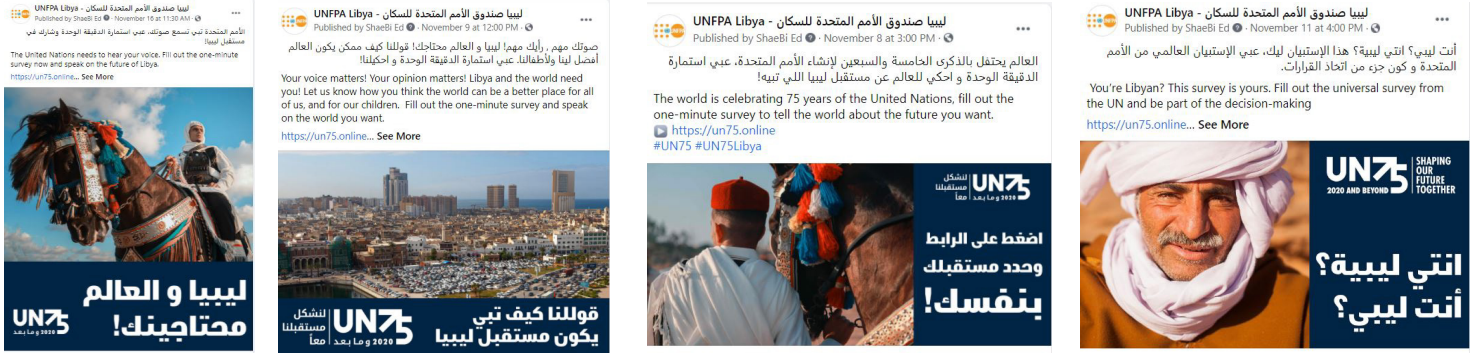 UNFPA Libya - ليبيا صندوق الأمم المتحدة للسكان
Published by ShaeBi Ed · November 16 at 11:30 AM ·
الأمم المتحدة تبي تسمع صوتك، عبي استمارة الدقيقة الوحدة وشارك في
مستقبل ليبيا!
The United Nations needs to hear your voice. Fill out the one-minute
survey now and speak on the future of Libya.
https://un75.online... See More
ليبيا و العالم
محتاجينك!
UN75
2020 وما بعد
UNFPA Libya - ليبيا صندوق الأمم المتحدة للسكان
Published by ShaeBi Ed · November 9 at 12:00 PM ·
صوتك مهم , رأيك مهم! ليبيا و العالم محتاجك! قوللنا كيف ممكن يكون العالم
أفضل لينا ولأطفالنا. عبي استمارة الدقيقة الوحدة و احكيلنا!
Your voice matters! Your opinion matters! Libya and the world need
you! Let us know how you think the world can be a better place for all
of us, and for our children. Fill out the one-minute survey and speak
on the world you want.
https://un75.online... See More
قوللنا كيف تبي
يكون مستقبل ليبيا
UN75
2020 وما بعد
لنشكل
مستقبلنا
معاً
UNFPA Libya - ليبيا صندوق الأمم المتحدة للسكان
Published by ShaeBi Ed · November 8 at 3:00 PM ·
العالم يحتفل بالذكرى الخامسة والسبعين لإنشاء الأمم المتحدة، عبي استمارة
الدقيقة الوحدة و احكي للعالم عن مستقبل ليبيا اللي تبيه!
The world is celebrating 75 years of the United Nations, fill out the
one-minute survey to tell the world about the future you want.
https://un75.online
#UN75 #UN75Libya
UN75
2020 وما بعد
لنشكل
مستقبلنا
معاً
اضغط على الرابط
وحدد مستقبلك
بنفسك!
UNFPA Libya - ليبيا صندوق الأمم المتحدة للسكان
Published by ShaeBi Ed · November 11 at 4:00 PM ·
أنت ليبي؟ انتي ليبية؟ هذا الإستبيان ليك، عبي الإستبيان العالمي من الأمم
المتحدة و كون جزء من اتخاذ القرارات.
You're Libyan? This survey is yours. Fill out the universal survey from
the UN and be part of the decision-making
https://un75.online... See More
UN75
2020 AND BEYOND
SHAPING
OUR
FUTURE
TOGETHER
انتي ليبية؟
أنت ليبي؟